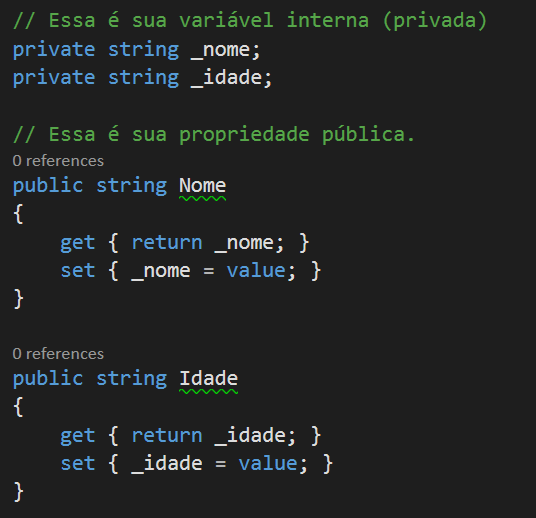 // Essa é sua variável interna (privada)
private string _nome;
private string _idade;
// Essa é sua propriedade pública.
0 references
public string Nome
{
get { return _nome; }
set { _nome = value; }
}
0 references
public string Idade
{
get { return _idade; }
set { _idade = value; }
}